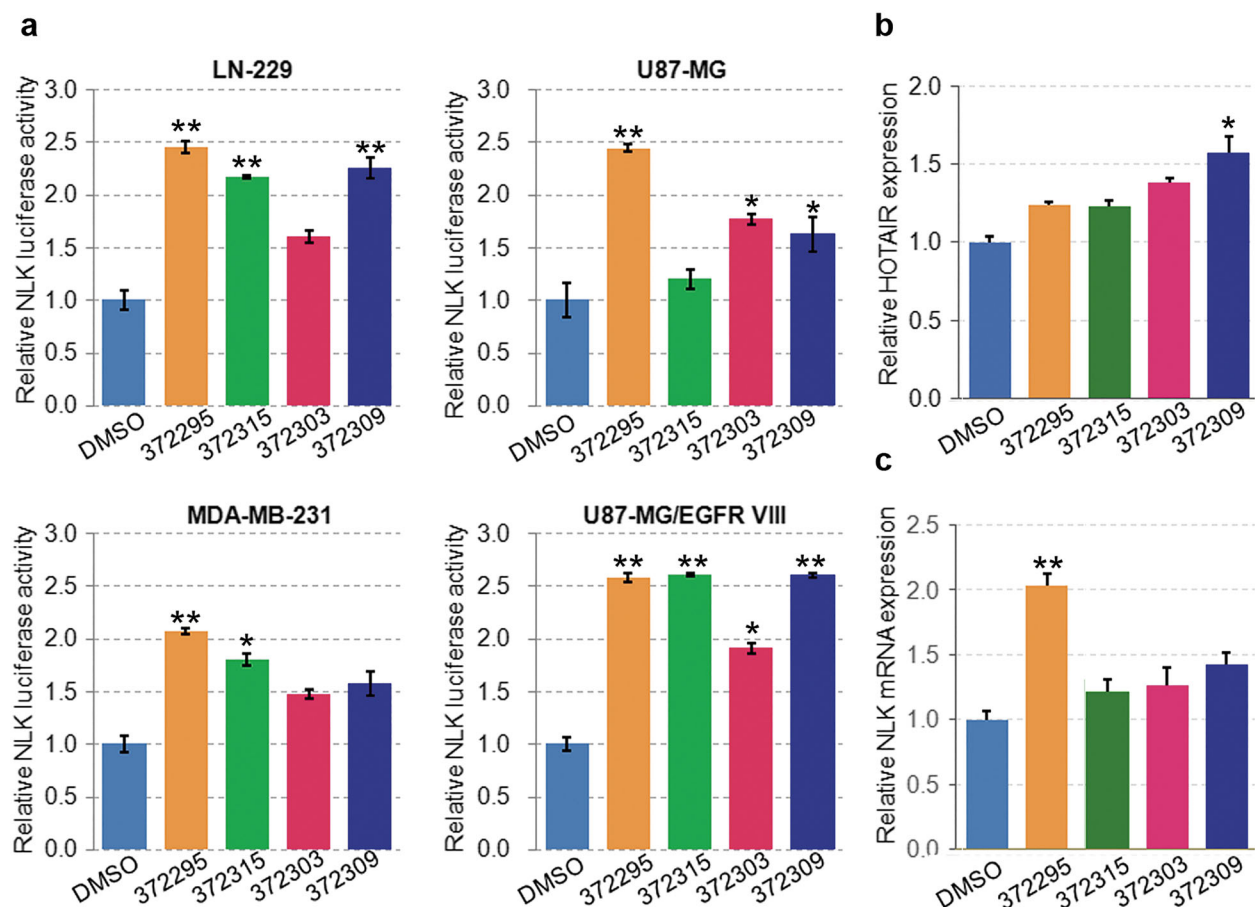 a
LN-229
Relative NLK luciferase activity
3.0
2.5
2.0
1.5
1.0
0.5
0.0
** ** **
DMSO 372295 372315 372303 372309
U87-MG
Relative NLK luciferase activity
3.0
2.5
2.0
1.5
1.0
0.5
0.0
** * *
DMSO 372295 372315 372303 372309
b
Relative HOTAIR expression
2.0
1.5
1.0
0.5
0.0
*
DMSO 372295 372315 372303 372309
MDA-MB-231
Relative NLK luciferase activity
3.0
2.5
2.0
1.5
1.0
0.5
0.0
** *
DMSO 372295 372315 372303 372309
U87-MG/EGFR VIII
Relative NLK luciferase activity
3.0
2.5
2.0
1.5
1.0
0.5
0.0
** ** * **
DMSO 372295 372315 372303 372309
c
Relative NLK mRNA expression
2.5
2.0
1.5
1.0
0.5
0.0
**
DMSO 372295 372315 372303 372309